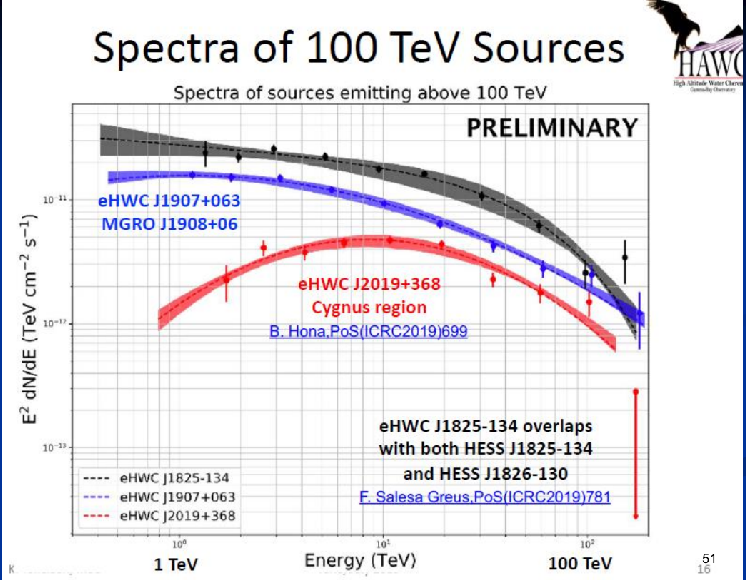 Spectra of 100 TeV Sources
HAWC
High Altitude Water Cheren
Gamma-Ray Observatory
Spectra of sources emitting above 100 TeV
PRELIMINARY
eHWC J1907+063
MGRO J1908+06
eHWC J2019+368
Cygnus region
B. Hona,PoS(ICRC2019)699
eHWC J1825-134 overlaps
with both HESS J1825-134
and HESS J1826-130
F. Salesa Greus,PoS(ICRC2019)781
E² dN/dE (TeV cm⁻² s⁻¹)
10⁻¹¹
10⁻¹²
10⁻¹³
eHWC J1825-134
eHWC J1907+063
eHWC J2019+368
10⁰ 10¹ 10²
1 TeV Energy (TeV) 100 TeV
51
16